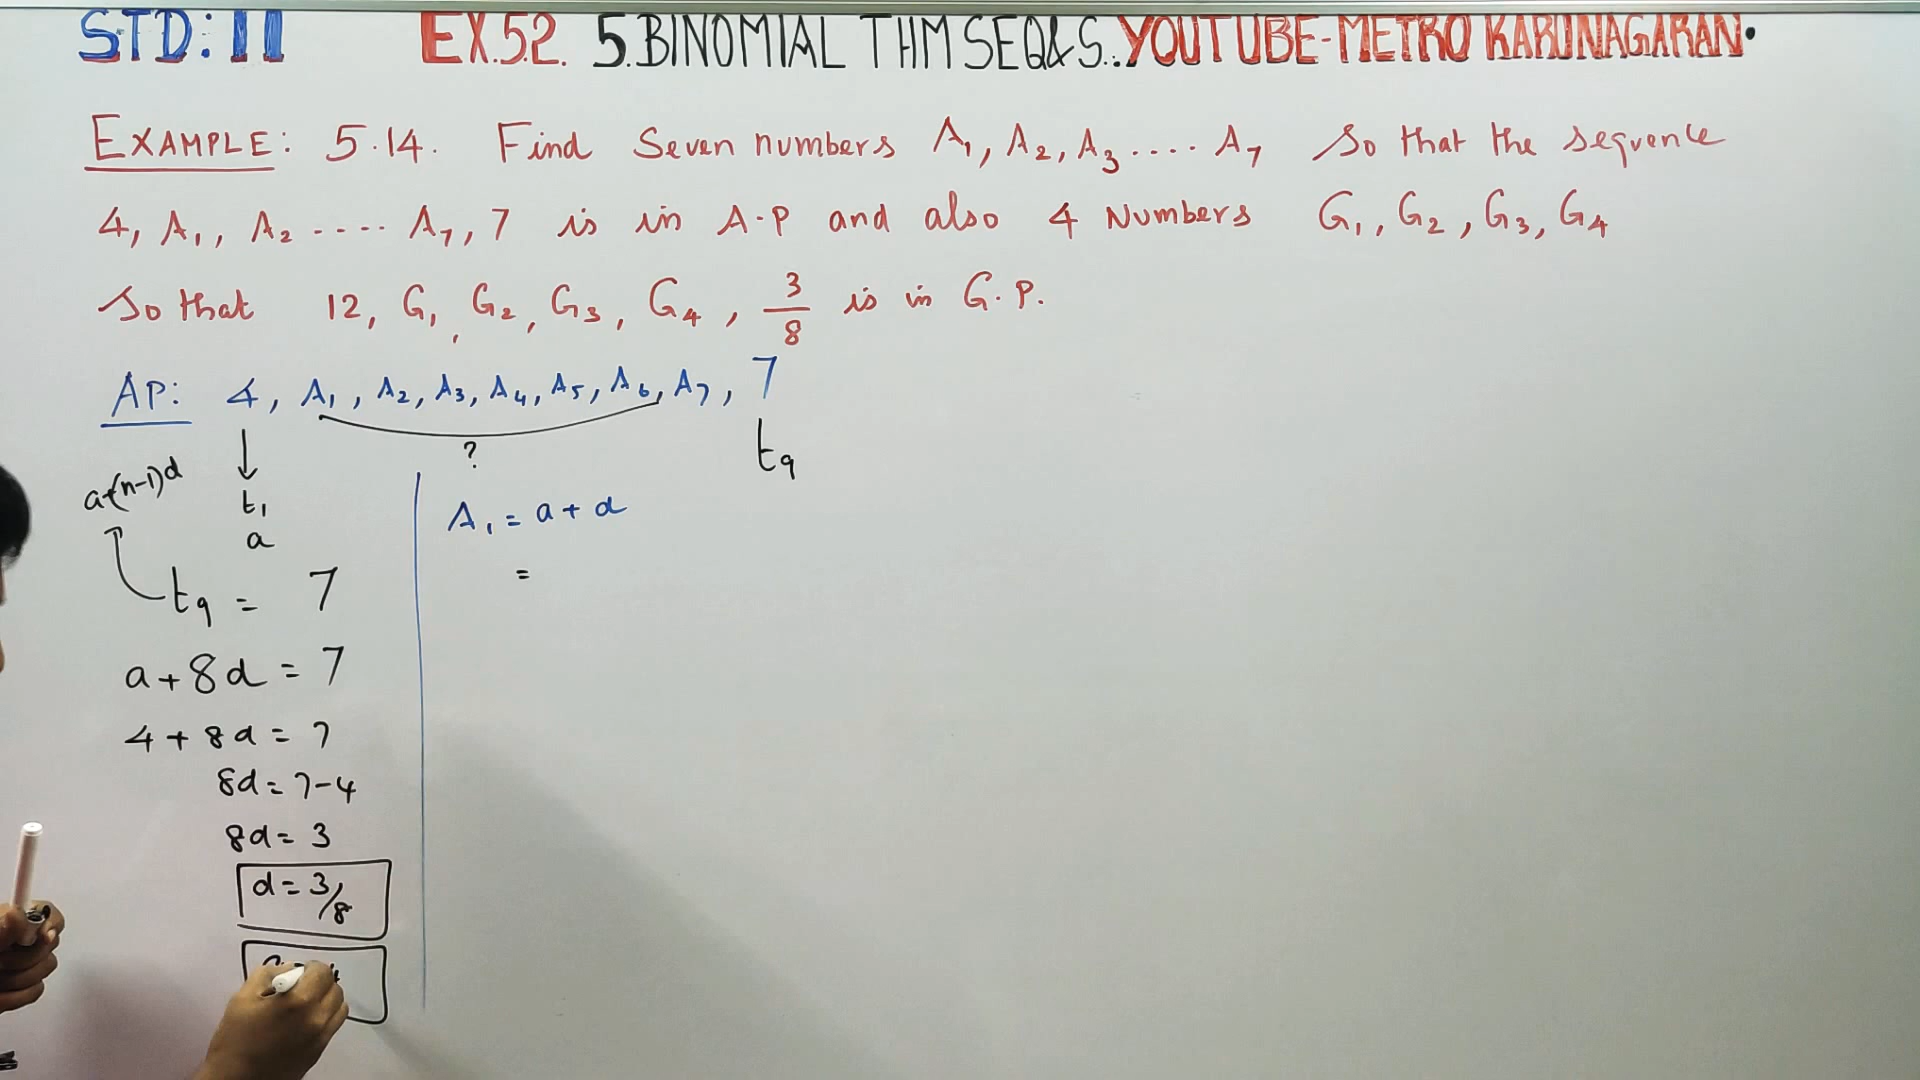 STD: 11 EX.5.2. 5.BINOMIAL THM SEQ&S.. YOUTUBE-METRO KARUNAGARAN.
EXAMPLE: 5.14. Find Seven numbers A₁, A₂, A₃ .... A₇ So that the sequence
4, A₁, A₂ .... A₇, 7 is in A.P and also 4 Numbers G₁, G₂, G₃, G₄
So that 12, G₁, G₂, G₃, G₄, 3/8 is in G.P.
AP: 4, A₁, A₂, A₃, A₄, A₅, A₆, A₇, 7
?
t₉
a+(n-1)d
t₁
a
t₉ = 7
a+8d = 7
4 + 8d = 7
8d = 7-4
8d = 3
d = 3/8
A₁ = a + d
=